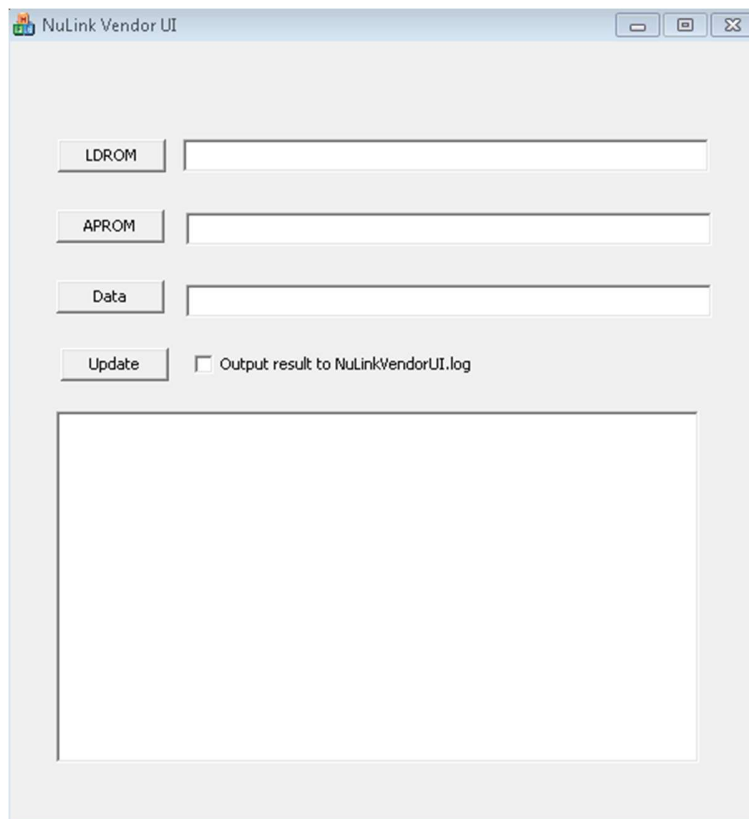 NuLink Vendor UI
LDROM
APROM
Data
Update Output result to NuLinkVendorUI.log